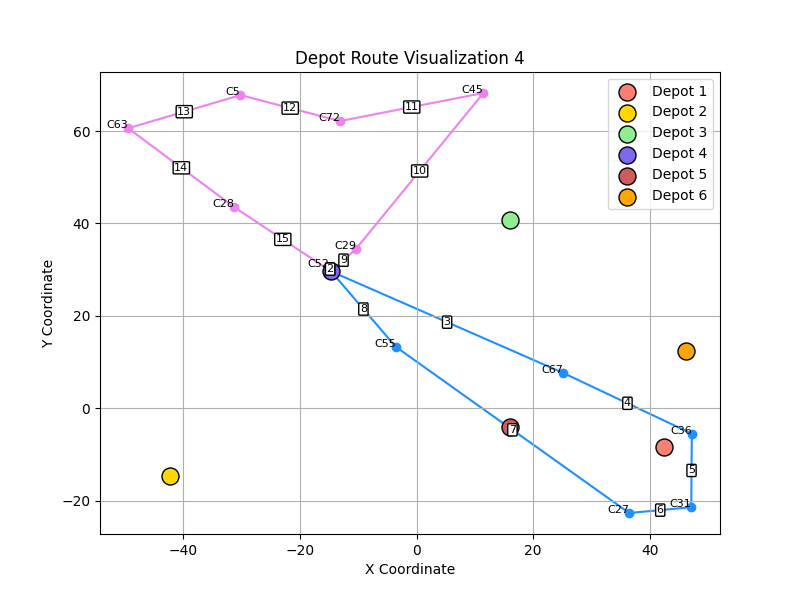 Depot Route Visualization 4
Depot 1
Depot 2
Depot 3
Depot 4
Depot 5
Depot 6
Y Coordinate
60
40
20
0
−20
C45
C5
C63
13
12
11
C72
14
10
C28
15
C29
9
C52
2
8
3
C55
C67
4
C36
7
5
C31
C27
6
−40
−20
0
20
40
X Coordinate